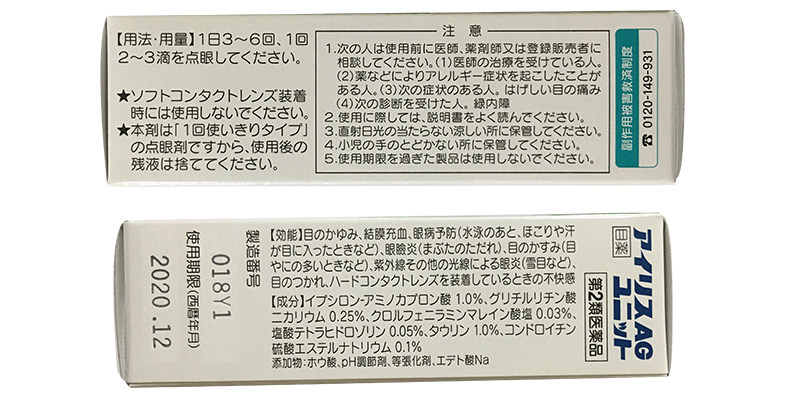 【用法・用量】1日3～6回、1回
2～3滴を点眼してください。
★ソフトコンタクトレンズ装着
時には使用しないでください。
★本剤は「1回使いきりタイプ」
の点眼剤ですから、使用後の
残液は捨ててください。
注意
1.次の人は使用前に医師、薬剤師又は登録販売者に
相談してください。(1)医師の治療を受けている人。
(2)薬などによりアレルギー症状を起こしたことが
ある人。(3)次の症状のある人。はげしい目の痛み
(4)次の診断を受けた人。緑内障
2.使用に際しては、説明書をよく読んでください。
3.直射日光の当たらない涼しい所に保管してください。
4.小児の手のとどかない所に保管してください。
5.使用期限を過ぎた製品は使用しないでください。
副作用被害救済制度
☎0120-149-931
製造番号
018Y1
使用期限(西暦年月)
2020.12
【効能】目のかゆみ、結膜充血、眼病予防(水泳のあと、ほこりや汗
が目に入ったときなど)、眼瞼炎(まぶたのただれ)、目のかすみ(目
やにの多いときなど)、紫外線その他の光線による眼炎(雪目など)、
目のつかれ、ハードコンタクトレンズを装着しているときの不快感
【成分】イプシロン-アミノカプロン酸 1.0%、グリチルリチン酸
ニカリウム 0.25%、クロルフェニラミンマレイン酸塩 0.03%、
塩酸テトラヒドロゾリン 0.05%、タウリン 1.0%、コンドロイチン
硫酸エステルナトリウム 0.1%
添加物:ホウ酸、pH調節剤、等張化剤、エデト酸Na
目薬
アイリスAG
ユニット
第2類医薬品